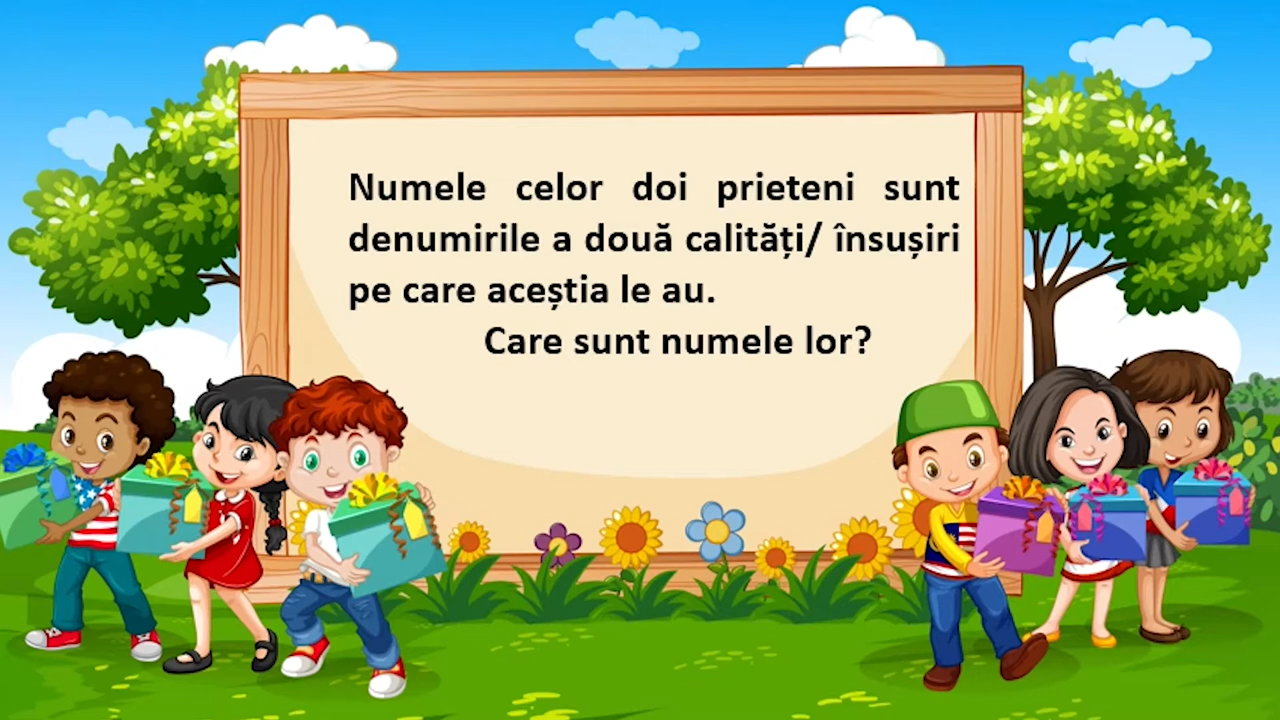 Numele celor doi prieteni sunt
denumirile a două calități/ însușiri
pe care aceștia le au.
Care sunt numele lor?